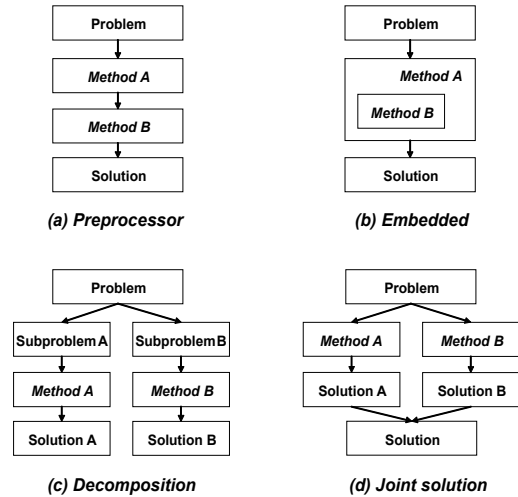 Problem
Method A
Method B
Solution
(a) Preprocessor
Problem
Method A
Method B
Solution
(b) Embedded
Problem
Subproblem A
Subproblem B
Method A
Method B
Solution A
Solution B
(c) Decomposition
Problem
Method A
Method B
Solution A
Solution B
Solution
(d) Joint solution